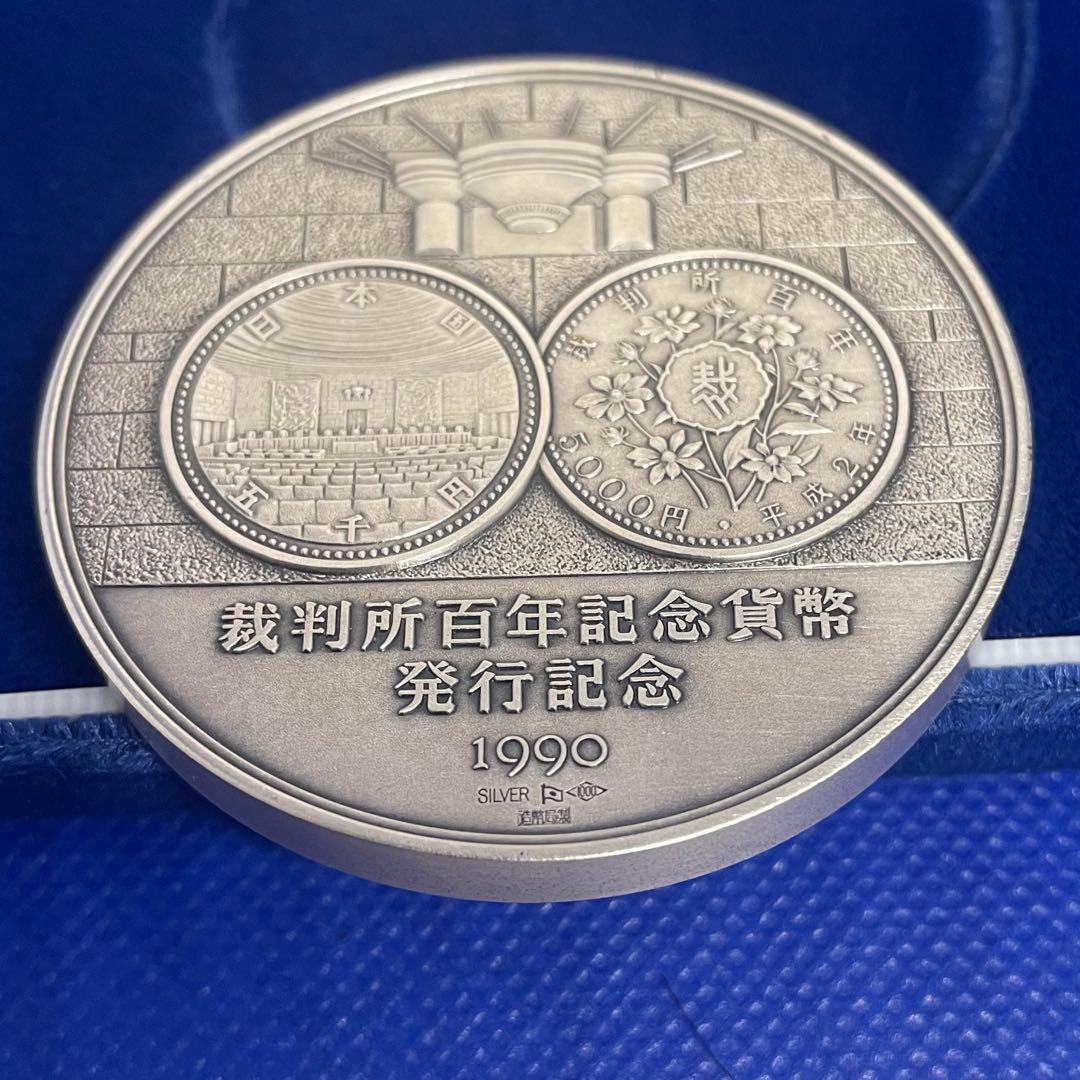 日本国
五千円
裁判所百年
裁
5000円・平成2年
裁判所百年記念貨幣
発行記念
1990
SILVER 1000
造幣局製